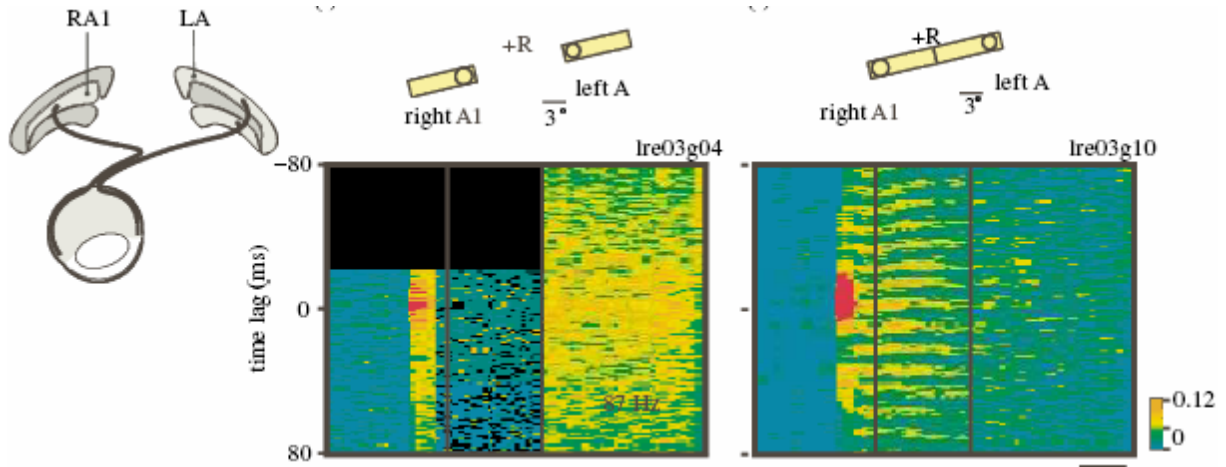 RA1 LA
+R
left A
right A1
3°
+R
left A
3°
right A1
lre03g04
lre03g10
−80
0
80
time lag (ms)
87 Hz
0.12
0